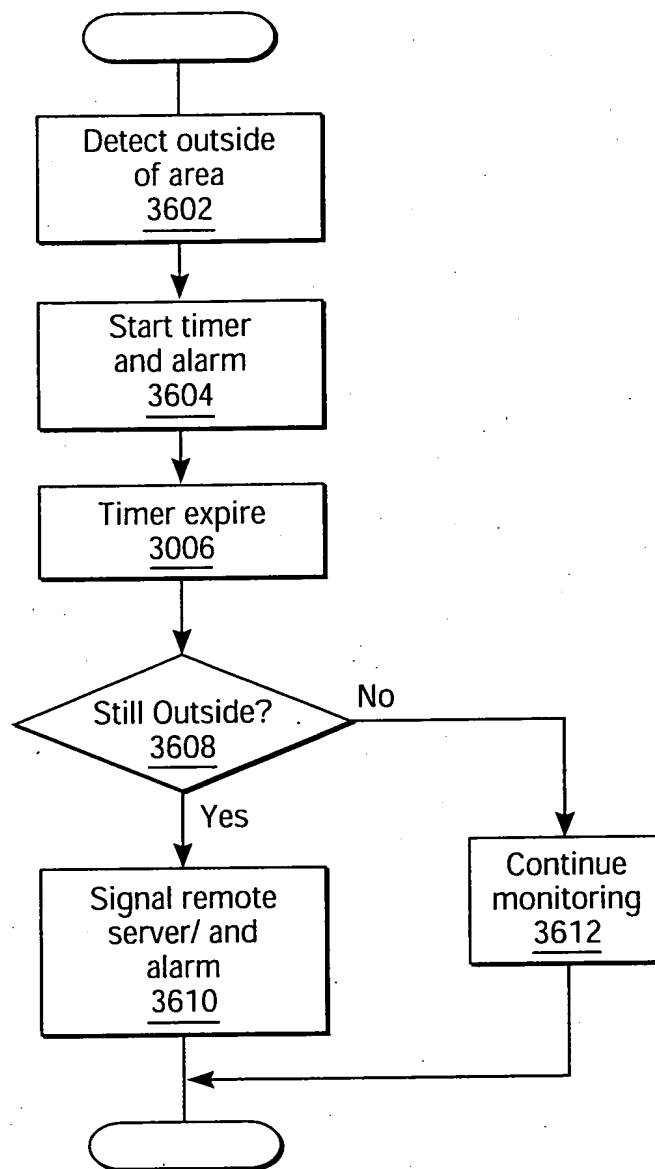 Detect outside
of area
3602
Start timer
and alarm
3604
Timer expire
3006
Still Outside?
3608
No
Yes
Signal remote
server/ and
alarm
3610
Continue
monitoring
3612